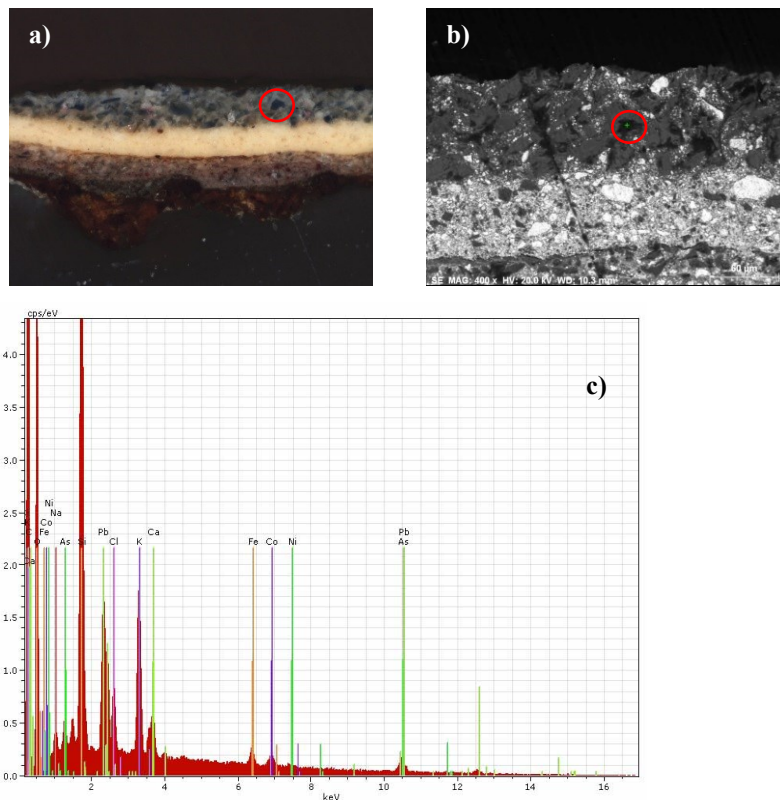 a)
b)
60 µm
SE MAG: 400 x HV: 20.0 kV WD: 10.3 mm
c)
cps/eV
4.0
3.5
3.0
2.5
2.0
1.5
1.0
0.5
0.0
Ni
Co Na
C Fe
O As Si Pb Cl K Ca Fe Co Ni Pb
As
2 4 6 8 10 12 14 16
keV